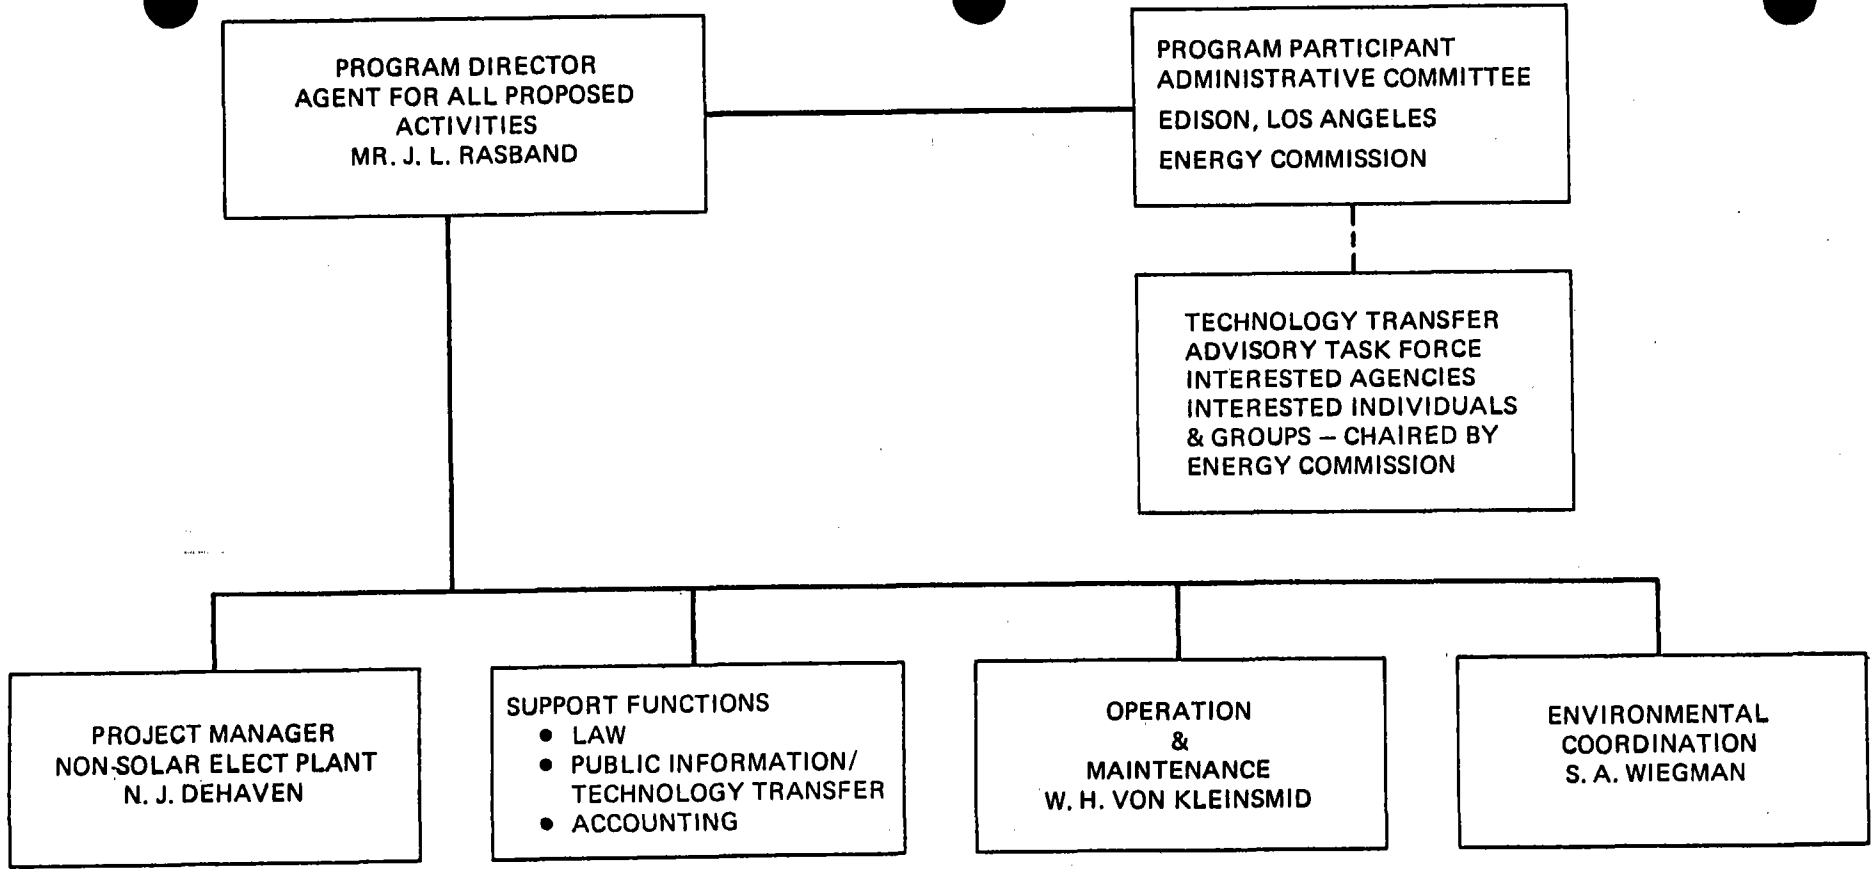 PROGRAM DIRECTOR
AGENT FOR ALL PROPOSED
ACTIVITIES
MR. J. L. RASBAND
PROGRAM PARTICIPANT
ADMINISTRATIVE COMMITTEE
EDISON, LOS ANGELES
ENERGY COMMISSION
TECHNOLOGY TRANSFER
ADVISORY TASK FORCE
INTERESTED AGENCIES
INTERESTED INDIVIDUALS
& GROUPS – CHAIRED BY
ENERGY COMMISSION
PROJECT MANAGER
NON-SOLAR ELECT PLANT
N. J. DEHAVEN
SUPPORT FUNCTIONS
● LAW
● PUBLIC INFORMATION/
TECHNOLOGY TRANSFER
● ACCOUNTING
OPERATION
&
MAINTENANCE
W. H. VON KLEINSMID
ENVIRONMENTAL
COORDINATION
S. A. WIEGMAN